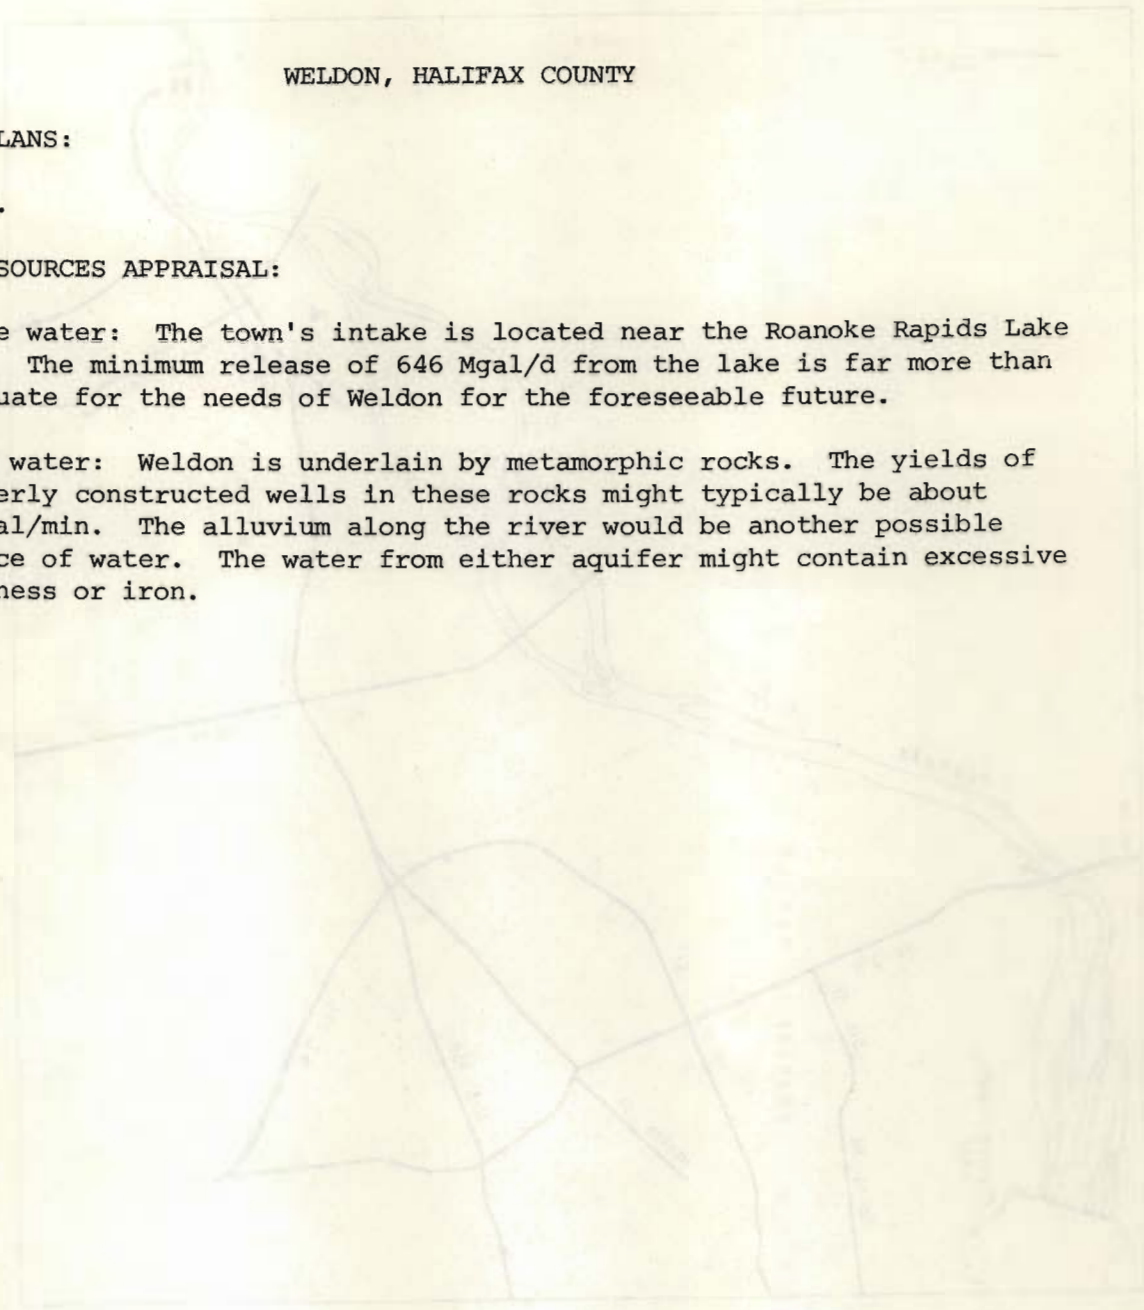 WELDON, HALIFAX COUNTY
LANS:
.
SOURCES APPRAISAL:
e water: The town's intake is located near the Roanoke Rapids Lake
The minimum release of 646 Mgal/d from the lake is far more than
uate for the needs of Weldon for the foreseeable future.
water: Weldon is underlain by metamorphic rocks. The yields of
erly constructed wells in these rocks might typically be about
al/min. The alluvium along the river would be another possible
ce of water. The water from either aquifer might contain excessive
ness or iron.